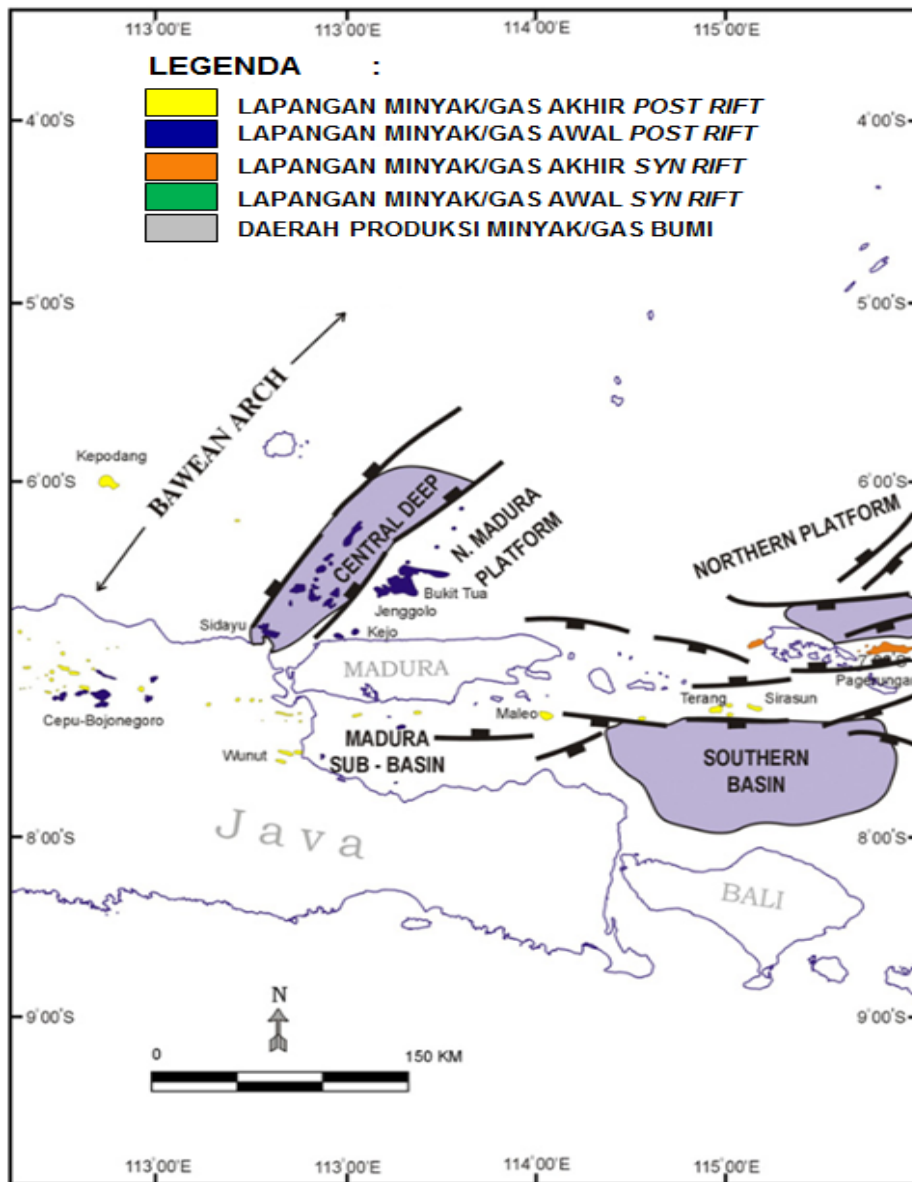 113°00'E 113°00'E 114°00'E 115°00'E
LEGENDA :
LAPANGAN MINYAK/GAS AKHIR POST RIFT
LAPANGAN MINYAK/GAS AWAL POST RIFT
LAPANGAN MINYAK/GAS AKHIR SYN RIFT
LAPANGAN MINYAK/GAS AWAL SYN RIFT
DAERAH PRODUKSI MINYAK/GAS BUMI
4°00'S 4°00'S
5°00'S 5°00'S
BAWEAN ARCH
Kepodang
6°00'S 6°00'S
CENTRAL DEEP
N. MADURA
PLATFORM
NORTHERN PLATFORM
Bukit Tua
Jenggolo
Sidayu
Kejo
MADURA
Pagerungan
Terang
Sirasun
Maleo
Cepu-Bojonegoro
Wunut
MADURA
SUB - BASIN
SOUTHERN
BASIN
Java
8°00'S 8°00'S
BALI
N
9°00'S 9°00'S
0 150 KM
113°00'E 113°00'E 114°00'E 115°00'E